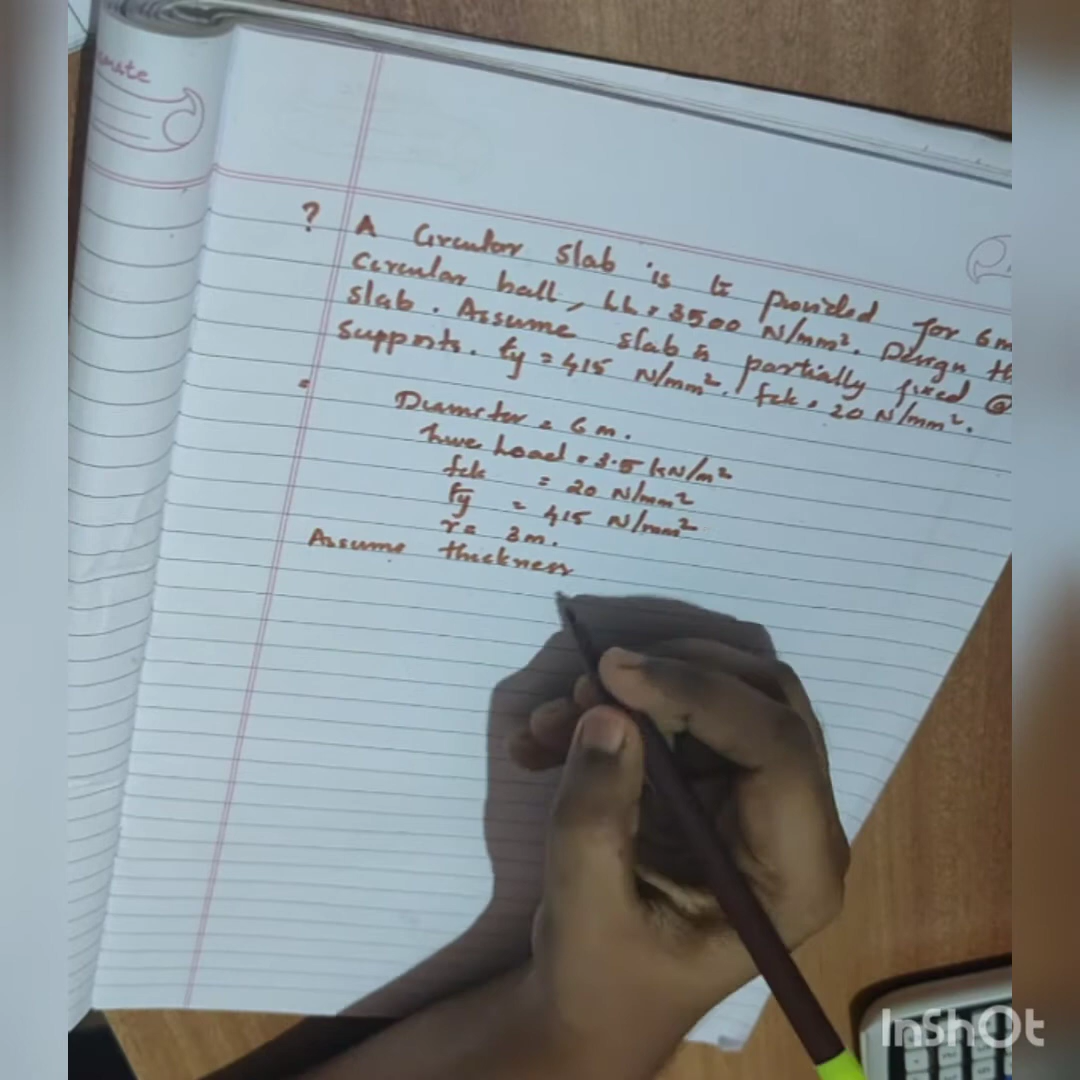 ? A Circular slab is to provided for 6m
Circular hall, LL = 3500 N/mm². Design th
slab. Assume slab is partially fixed @
supports. fy = 415 N/mm², fck = 20 N/mm².
Diameter = 6 m.
Live Load = 3.5 kN/m²
fck = 20 N/mm²
fy = 415 N/mm²
r = 3m.
Assume thickness
InShOt